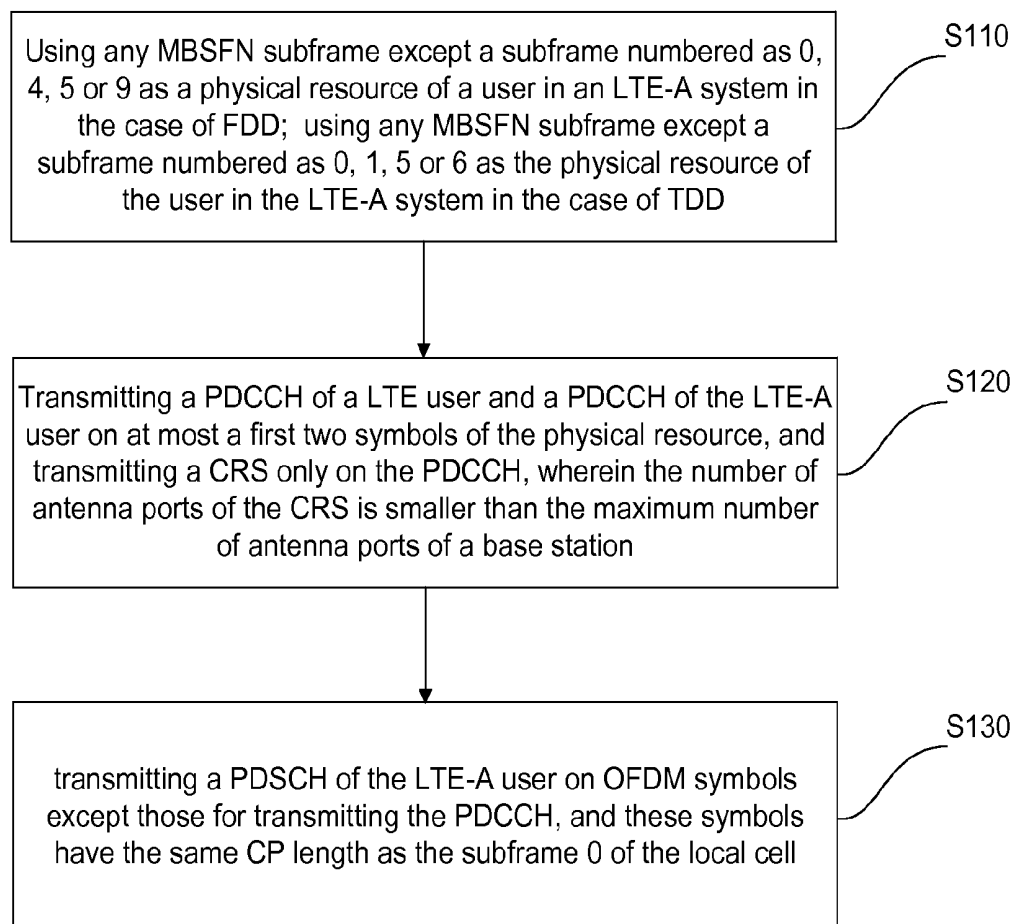 Using any MBSFN subframe except a subframe numbered as 0,
4, 5 or 9 as a physical resource of a user in an LTE-A system in
the case of FDD; using any MBSFN subframe except a
subframe numbered as 0, 1, 5 or 6 as the physical resource of
the user in the LTE-A system in the case of TDD
S110
Transmitting a PDCCH of a LTE user and a PDCCH of the LTE-A
user on at most a first two symbols of the physical resource, and
transmitting a CRS only on the PDCCH, wherein the number of
antenna ports of the CRS is smaller than the maximum number
of antenna ports of a base station
S120
transmitting a PDSCH of the LTE-A user on OFDM symbols
except those for transmitting the PDCCH, and these symbols
have the same CP length as the subframe 0 of the local cell
S130